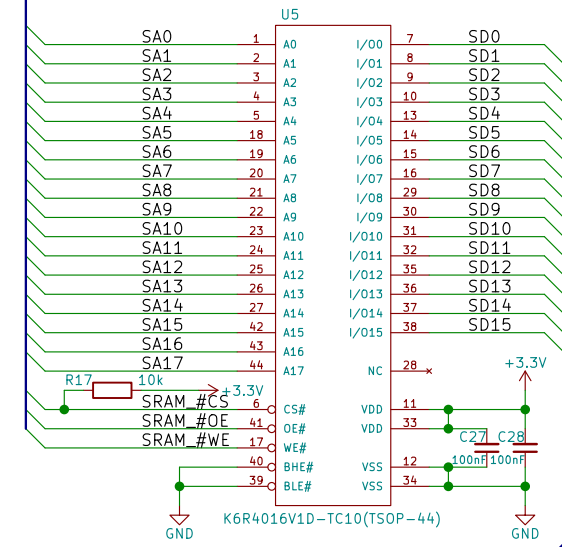 U5
SA0 1 A0 I/O0 7 SD0
SA1 2 A1 I/O1 8 SD1
SA2 3 A2 I/O2 9 SD2
SA3 4 A3 I/O3 10 SD3
SA4 5 A4 I/O4 13 SD4
SA5 18 A5 I/O5 14 SD5
SA6 19 A6 I/O6 15 SD6
SA7 20 A7 I/O7 16 SD7
SA8 21 A8 I/O8 29 SD8
SA9 22 A9 I/O9 30 SD9
SA10 23 A10 I/O10 31 SD10
SA11 24 A11 I/O11 32 SD11
SA12 25 A12 I/O12 35 SD12
SA13 26 A13 I/O13 36 SD13
SA14 27 A14 I/O14 37 SD14
SA15 42 A15 I/O15 38 SD15
SA16 43 A16
SA17 44 A17 NC 28
+3.3V
R17 10k
+3.3V
SRAM_#CS 6 CS# VDD 11
SRAM_#OE 41 OE# VDD 33
C27 C28
SRAM_#WE 17 WE#
100nF 100nF
40 BHE# VSS 12
39 BLE# VSS 34
K6R4016V1D-TC10(TSOP-44)
GND GND